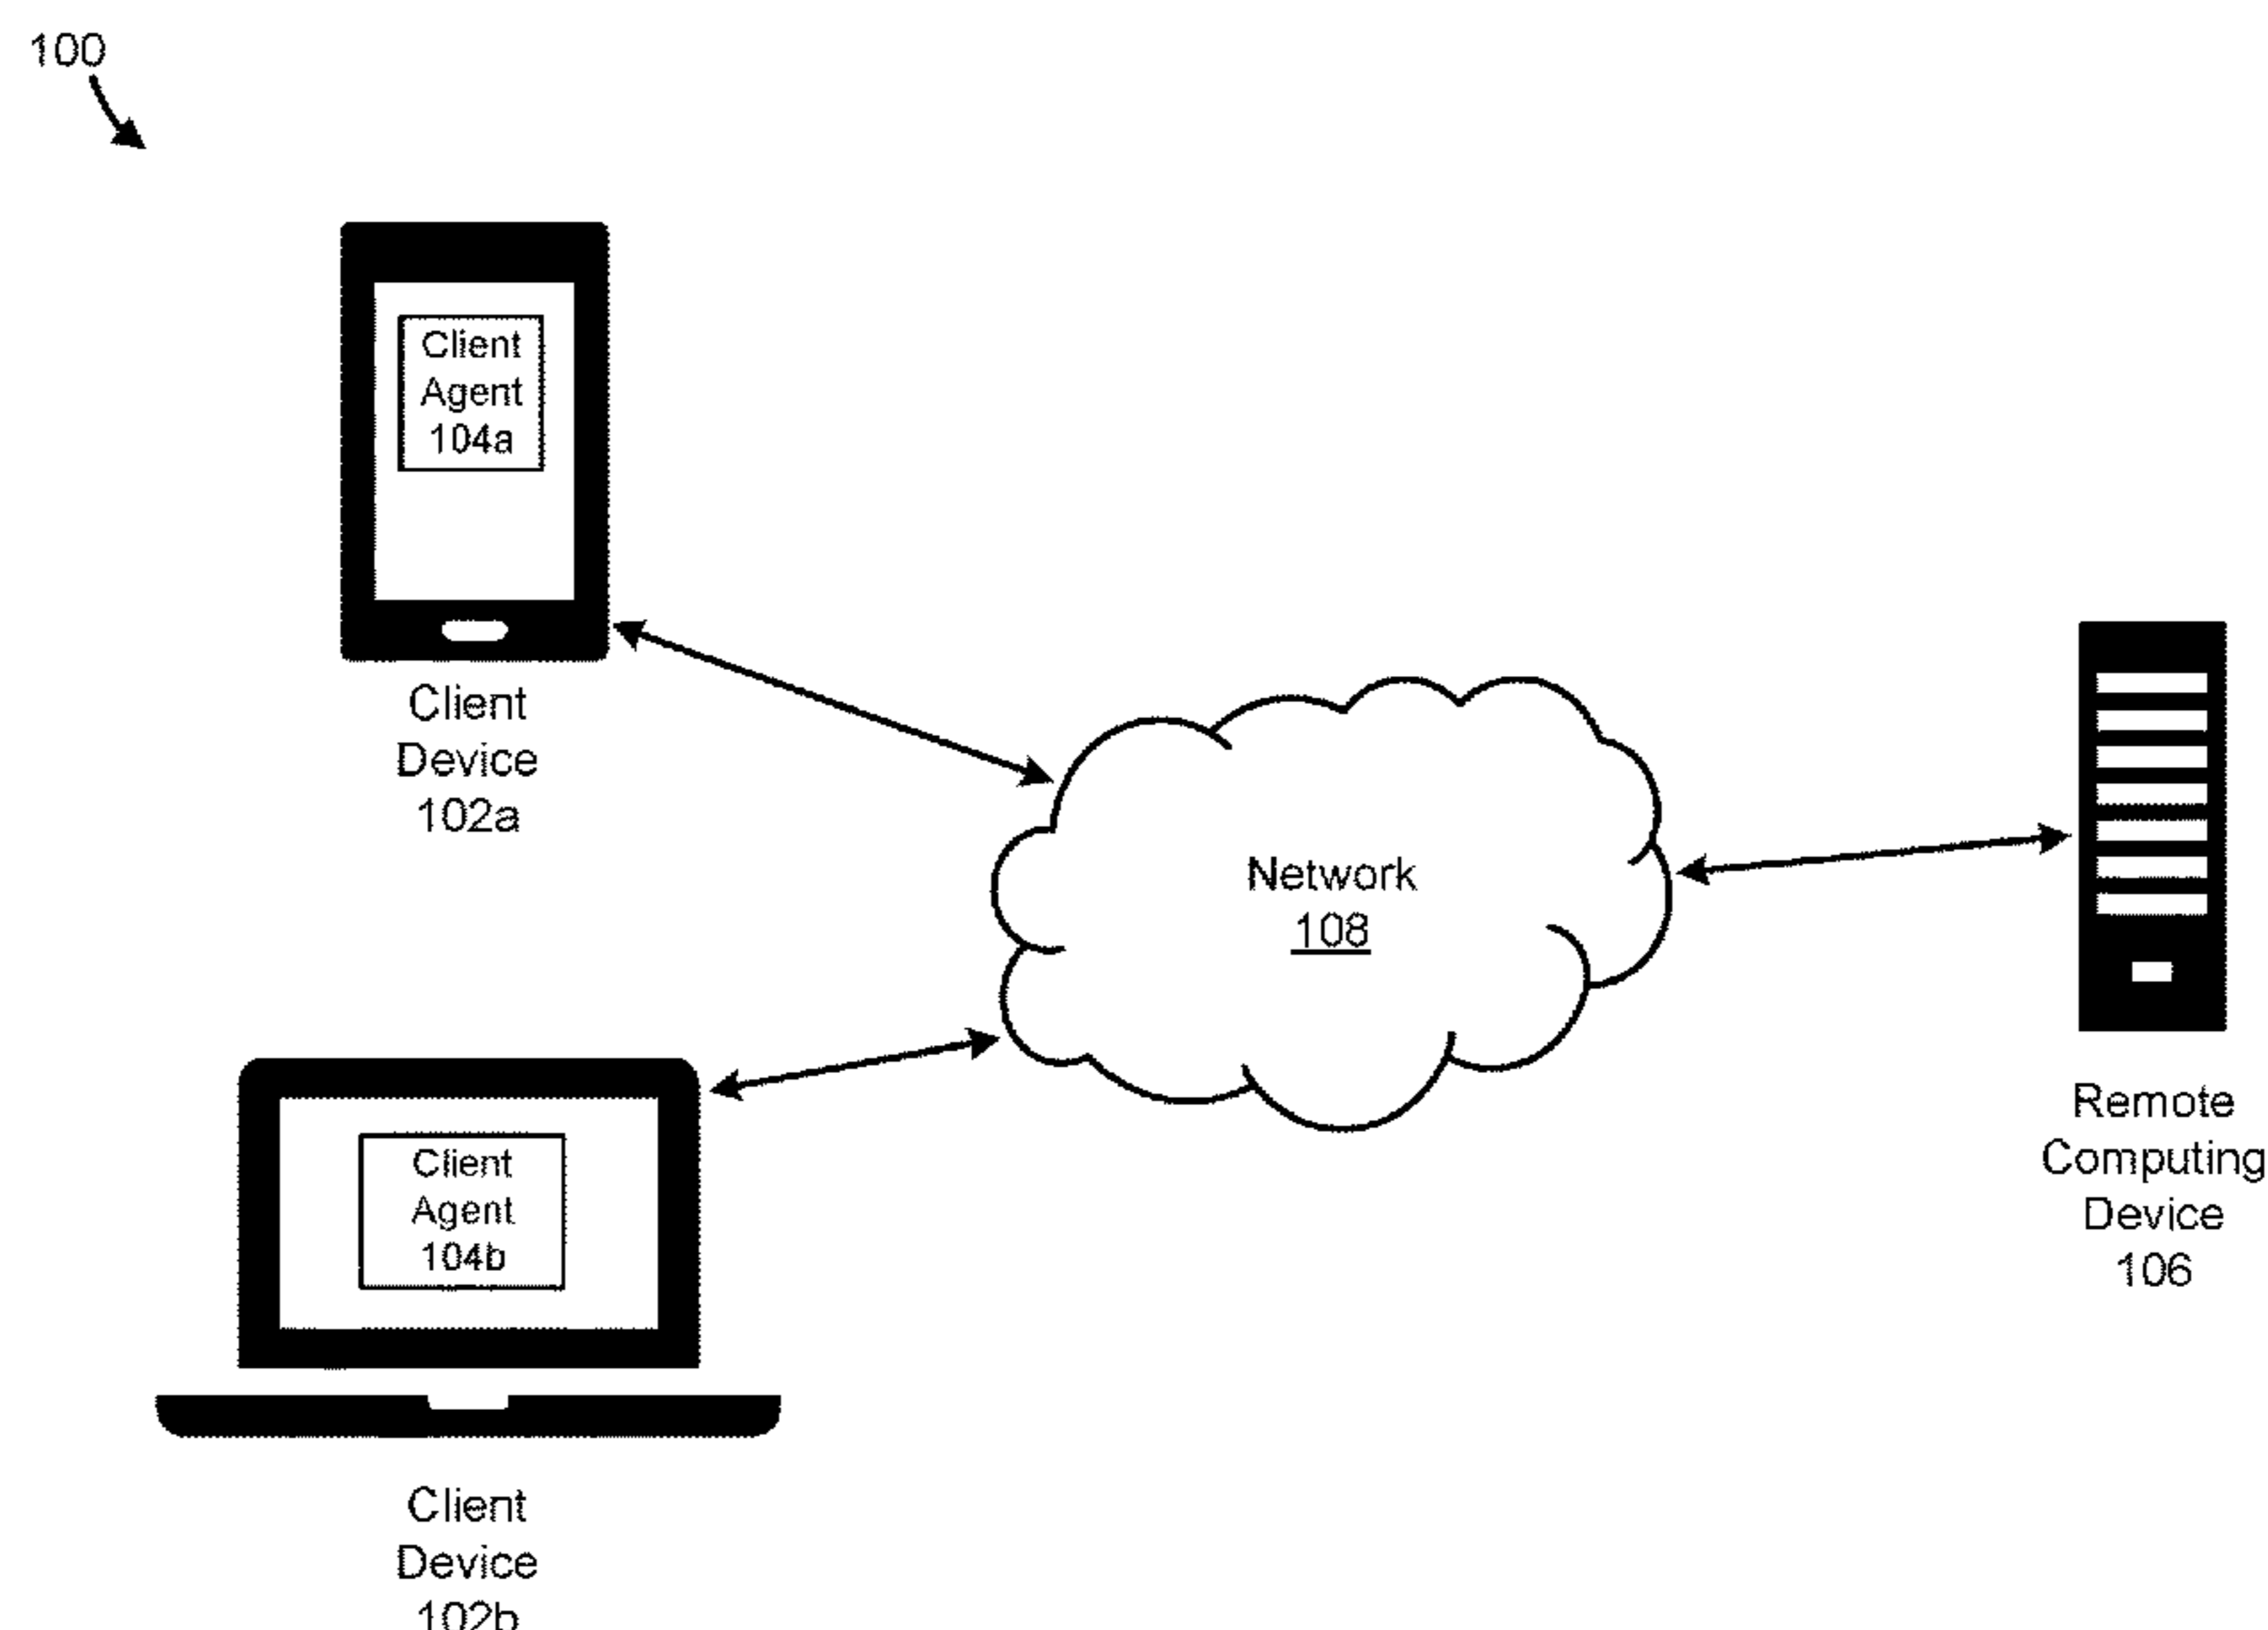 100
Client
Agent
104a
Client
Device
102a
Network
108
Client
Agent
104b
Client
Device
102b
Remote
Computing
Device
106